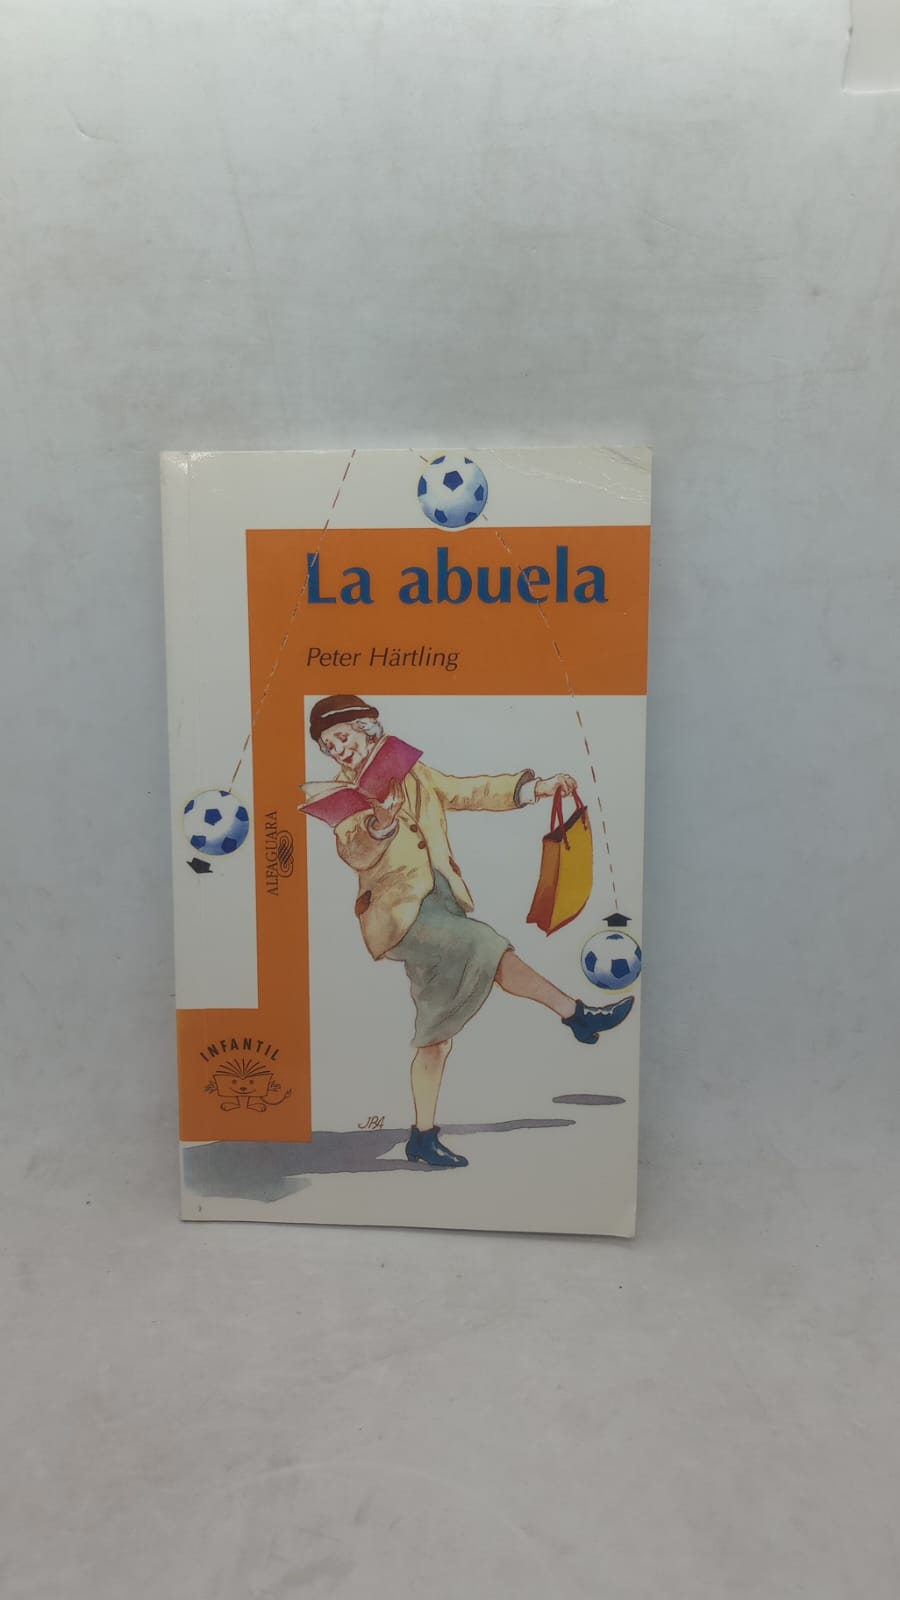 La abuela
Peter Härtling
ALFAGUARA
INFANTIL
JBA